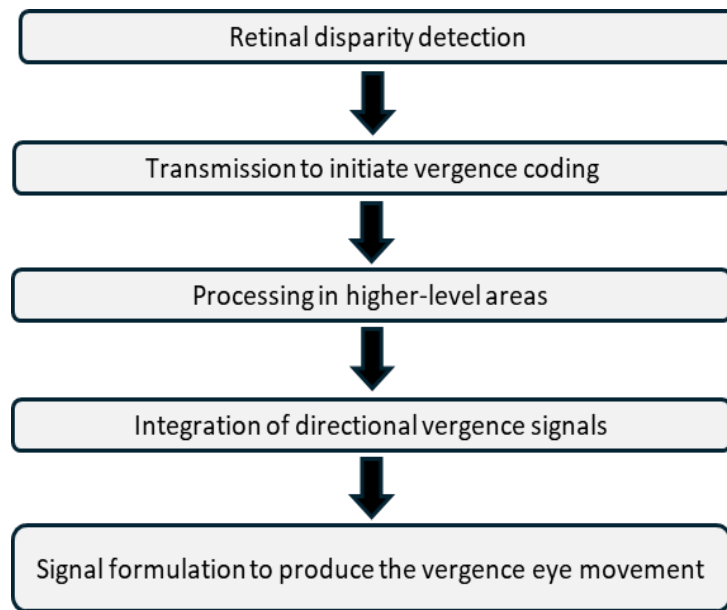 Retinal disparity detection
Transmission to initiate vergence coding
Processing in higher-level areas
Integration of directional vergence signals
Signal formulation to produce the vergence eye movement